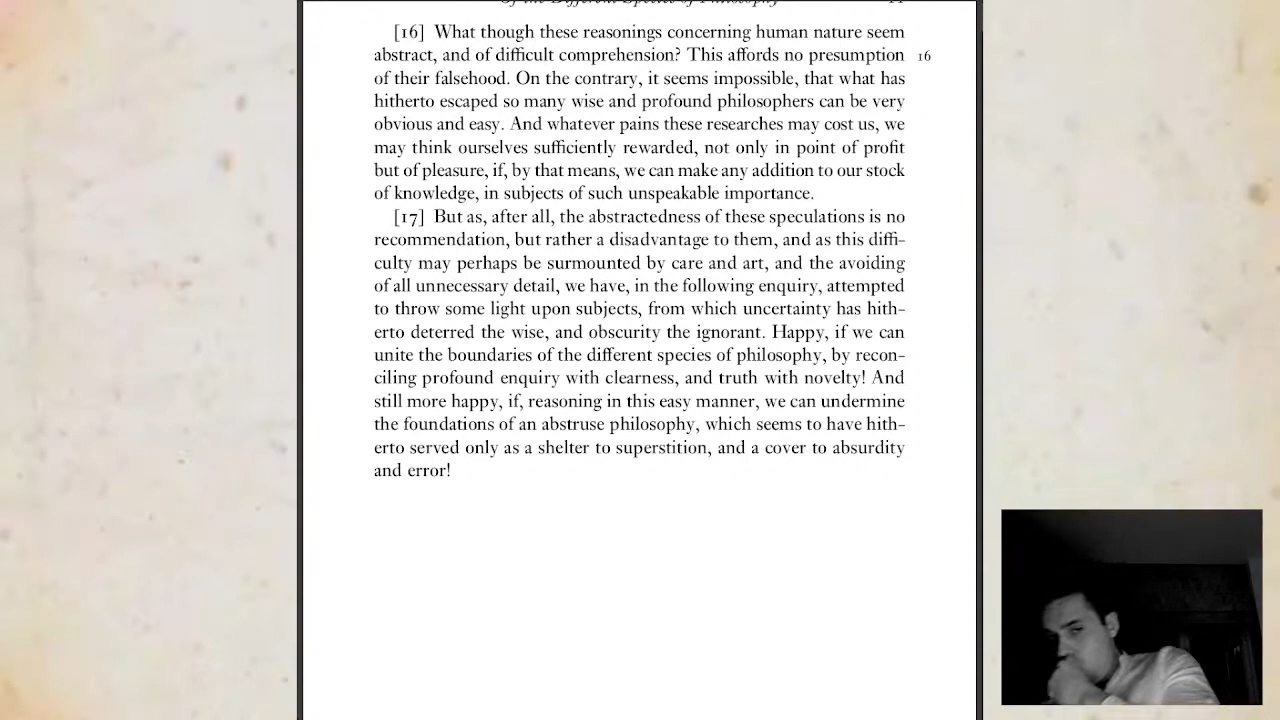 Of the Different Species of Philosophy 11
[16] What though these reasonings concerning human nature seem
abstract, and of difficult comprehension? This affords no presumption 16
of their falsehood. On the contrary, it seems impossible, that what has
hitherto escaped so many wise and profound philosophers can be very
obvious and easy. And whatever pains these researches may cost us, we
may think ourselves sufficiently rewarded, not only in point of profit
but of pleasure, if, by that means, we can make any addition to our stock
of knowledge, in subjects of such unspeakable importance.
[17] But as, after all, the abstractedness of these speculations is no
recommendation, but rather a disadvantage to them, and as this diffi-
culty may perhaps be surmounted by care and art, and the avoiding
of all unnecessary detail, we have, in the following enquiry, attempted
to throw some light upon subjects, from which uncertainty has hith-
erto deterred the wise, and obscurity the ignorant. Happy, if we can
unite the boundaries of the different species of philosophy, by recon-
ciling profound enquiry with clearness, and truth with novelty! And
still more happy, if, reasoning in this easy manner, we can undermine
the foundations of an abstruse philosophy, which seems to have hith-
erto served only as a shelter to superstition, and a cover to absurdity
and error!